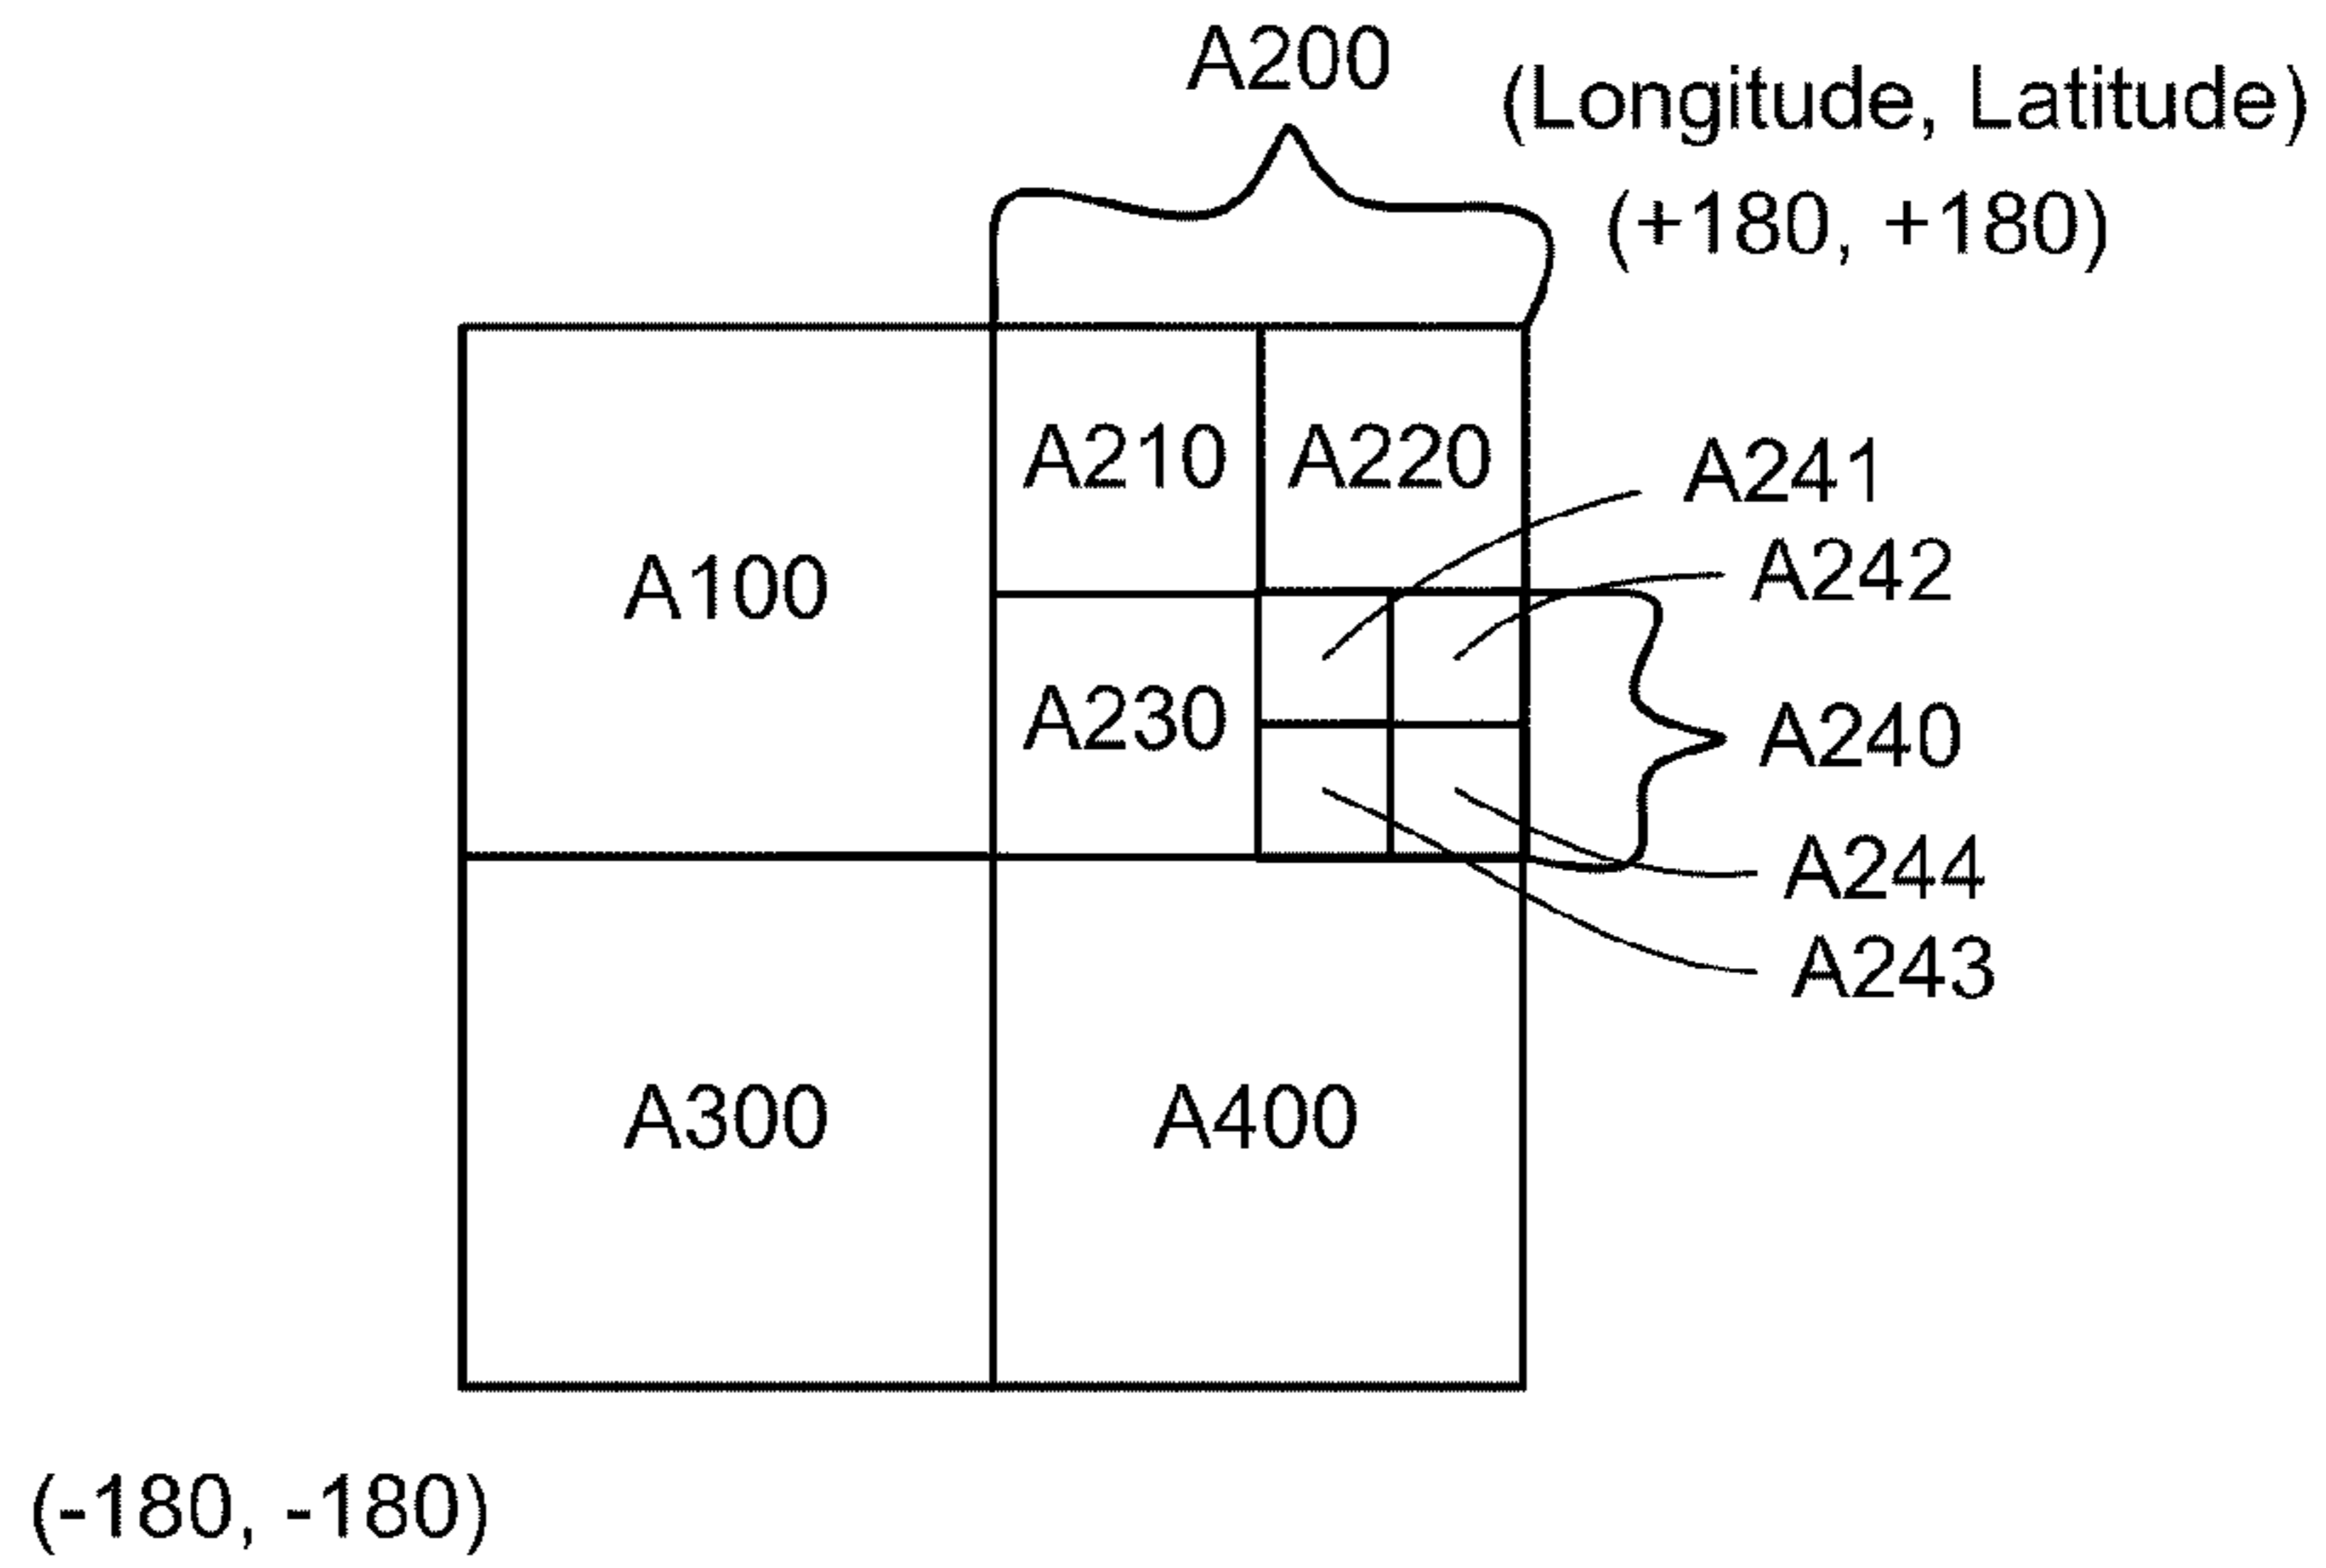 A200
(Longitude, Latitude)
(+180, +180)
A210
A220
A241
A242
A100
A230
A240
A244
A243
A300
A400
(-180, -180)